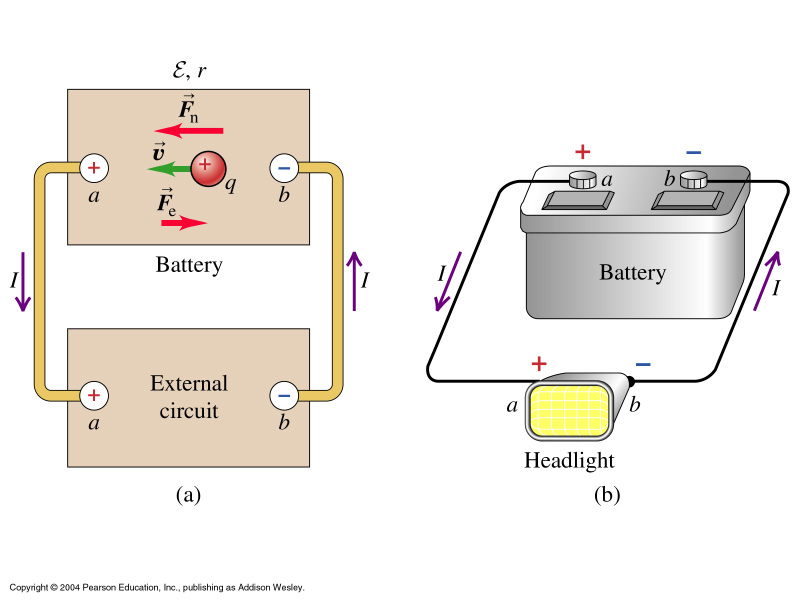 ℰ, r
F⃗n
v⃗
+
q
F⃗e
+
a
−
b
Battery
I
I
+
a
−
b
External
circuit
(a)
+
−
a
b
Battery
I
I
+
−
a
b
Headlight
(b)
Copyright © 2004 Pearson Education, Inc., publishing as Addison Wesley.